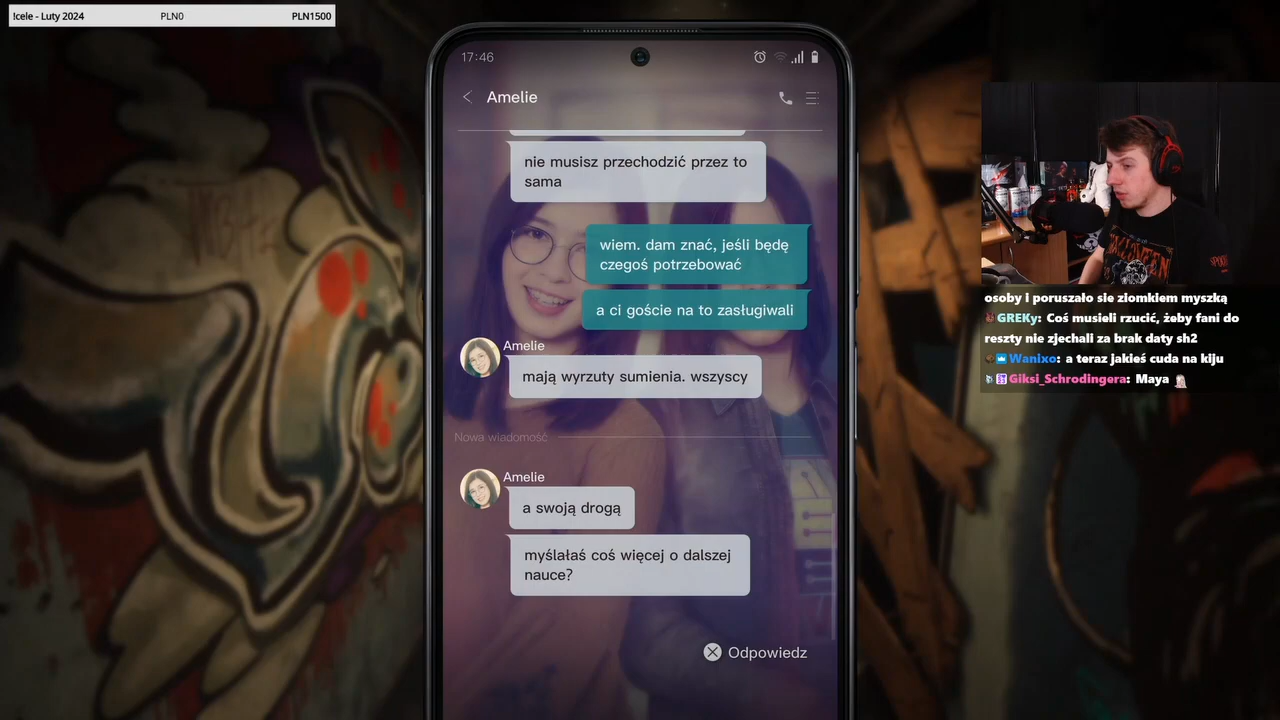 !cele - Luty 2024 PLN0 PLN1500
17:46
Amelie
nie musisz przechodzić przez to
sama
wiem. dam znać, jeśli będę
czegoś potrzebować
a ci goście na to zasługiwali
Amelie
mają wyrzuty sumienia. wszyscy
Nowa wiadomość
Amelie
a swoją drogą
myślałaś coś więcej o dalszej
nauce?
Odpowiedz
osoby i poruszało sie ziomkiem myszką
GREKy: Coś musieli rzucić, żeby fani do
reszty nie zjechali za brak daty sh2
Wanixo: a teraz jakieś cuda na kiju
Giksi_Schrodingera: Maya